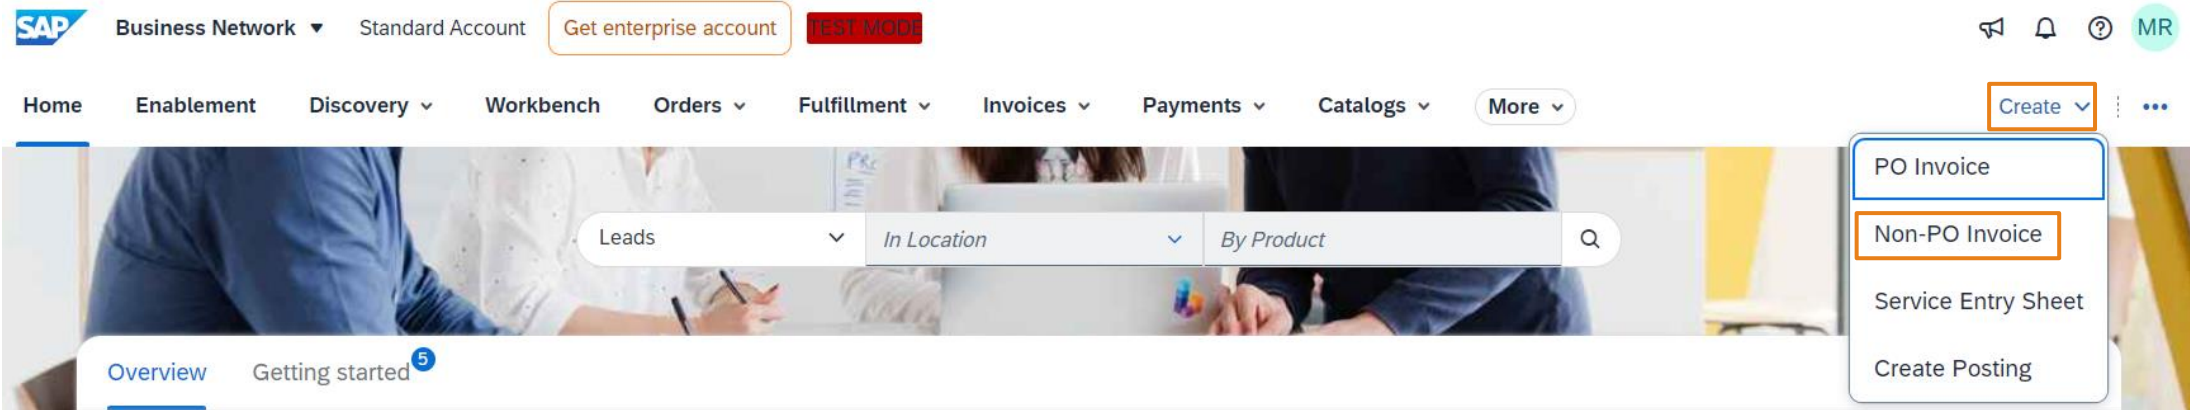 SAP Business Network Standard Account Get enterprise account TEST MODE MR
Home Enablement Discovery Workbench Orders Fulfillment Invoices Payments Catalogs More Create
PO Invoice
Non-PO Invoice
Service Entry Sheet
Create Posting
Leads In Location By Product
Overview Getting started 5